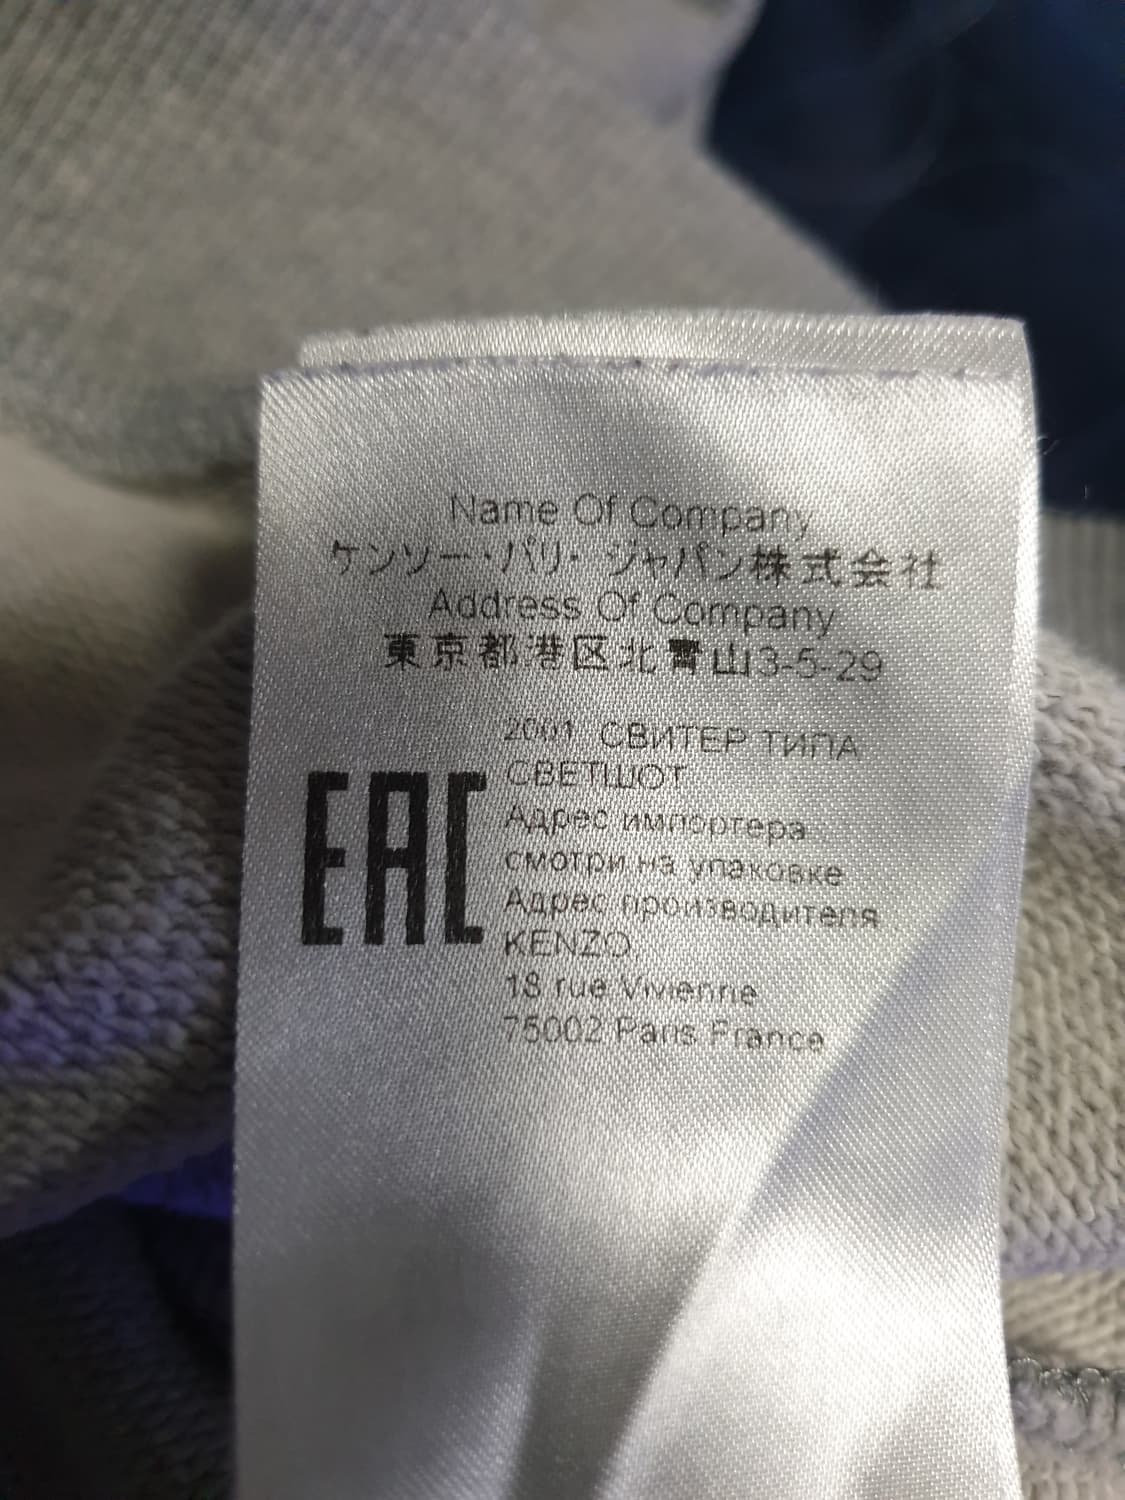 Name Of Company
ケンゾー・パリ・ジャパン株式会社
Address Of Company
東京都港区北青山3-5-29
2001 СВИТЕР ТИПА
СВЕТШОТ
EAC
Адрес импортера
смотри на упаковке
Адрес производителя
KENZO
18 rue Vivienne
75002 Paris France